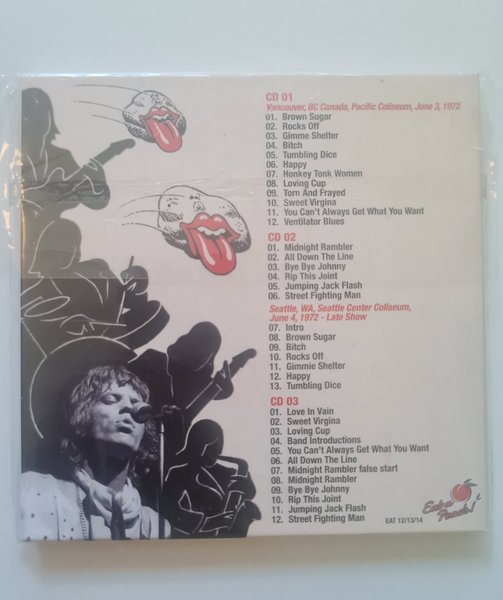 CD 01
Vancouver, BC Canada, Pacific Coliseum, June 3, 1972
01. Brown Sugar
02. Rocks Off
03. Gimme Shelter
04. Bitch
05. Tumbling Dice
06. Happy
07. Honkey Tonk Women
08. Loving Cup
09. Torn And Frayed
10. Sweet Virgina
11. You Can't Always Get What You Want
12. Ventilator Blues
CD 02
01. Midnight Rambler
02. All Down The Line
03. Bye Bye Johnny
04. Rip This Joint
05. Jumping Jack Flash
06. Street Fighting Man
Seattle, WA, Seattle Center Coliseum,
June 4, 1972 - Late Show
07. Intro
08. Brown Sugar
09. Bitch
10. Rocks Off
11. Gimmie Shelter
12. Happy
13. Tumbling Dice
CD 03
01. Love In Vain
02. Sweet Virgina
03. Loving Cup
04. Band Introductions
05. You Can't Always Get What You Want
06. All Down The Line
07. Midnight Rambler false start
08. Midnight Rambler
09. Bye Bye Johnny
10. Rip This Joint
11. Jumping Jack Flash
12. Street Fighting Man
EAT 12/13/14
Eat a
Peach!